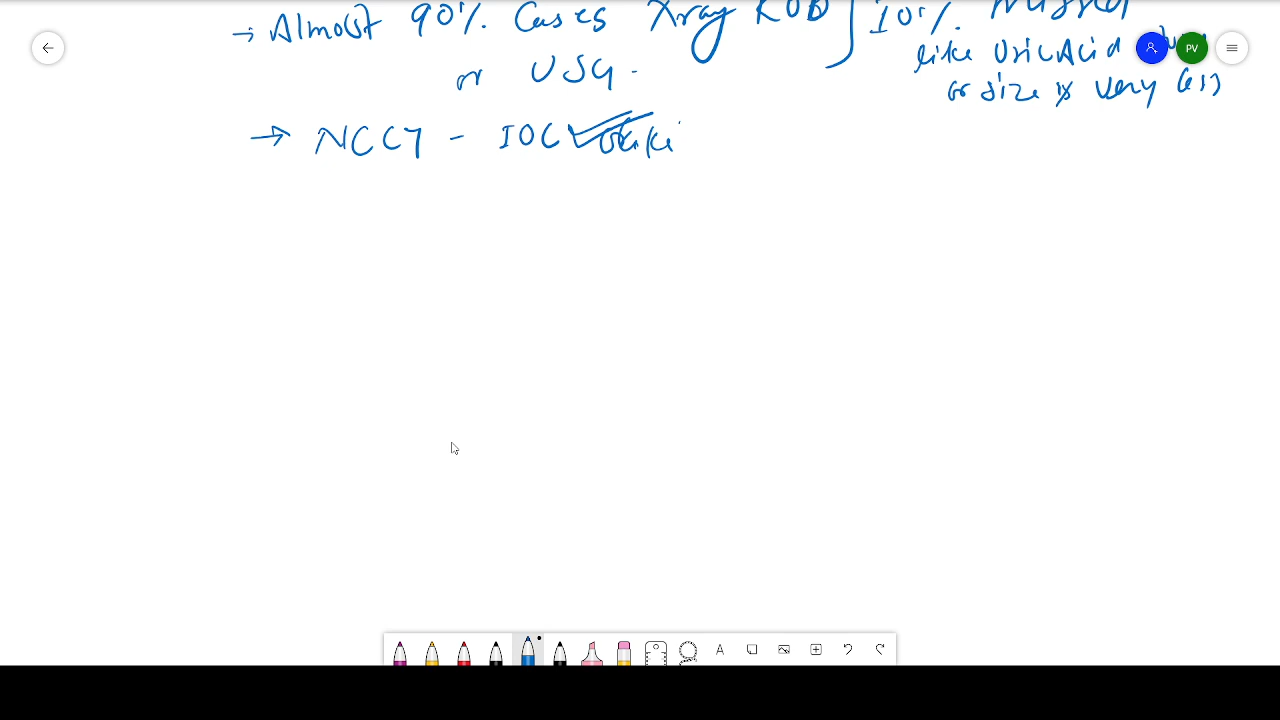 → Almost 90%. Cases Xray KUB } 10%. Missed
or USG.
like Uric Acid
or size is very less
→ NCCT - IOC
PV
A